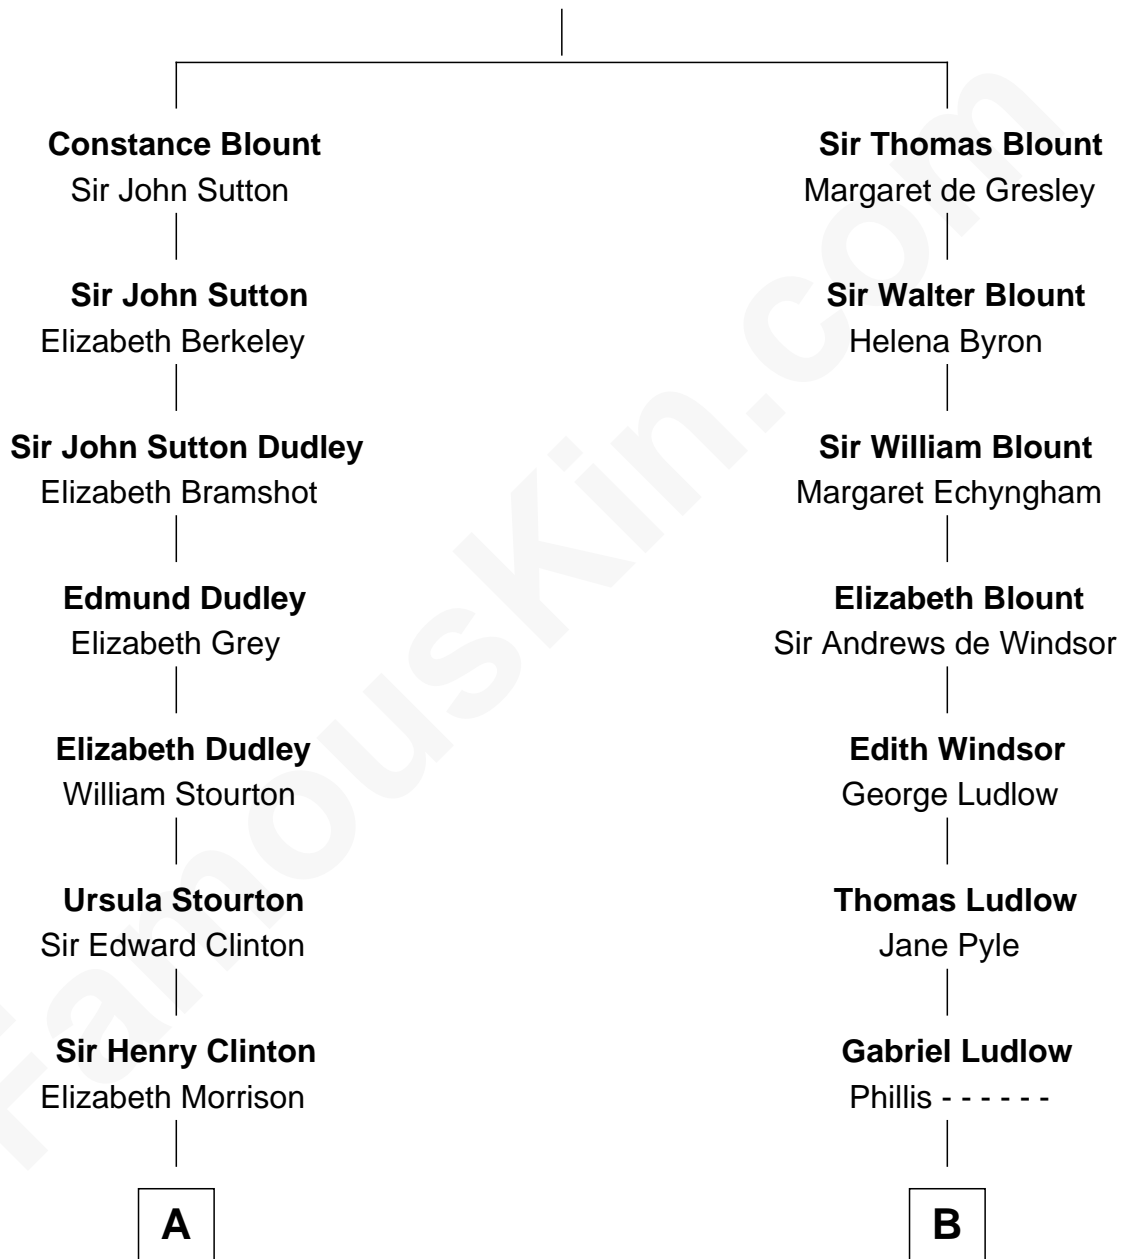 Constance Blount
Sir John Sutton
Sir Thomas Blount
Margaret de Gresley
Sir John Sutton
Elizabeth Berkeley
Sir Walter Blount
Helena Byron
Sir John Sutton Dudley
Elizabeth Bramshot
Sir William Blount
Margaret Echyngham
Edmund Dudley
Elizabeth Grey
Elizabeth Blount
Sir Andrews de Windsor
Elizabeth Dudley
William Stourton
Edith Windsor
George Ludlow
Ursula Stourton
Sir Edward Clinton
Thomas Ludlow
Jane Pyle
Sir Henry Clinton
Elizabeth Morrison
Gabriel Ludlow
Phillis - - - - - -
A
B
FamousKin.com